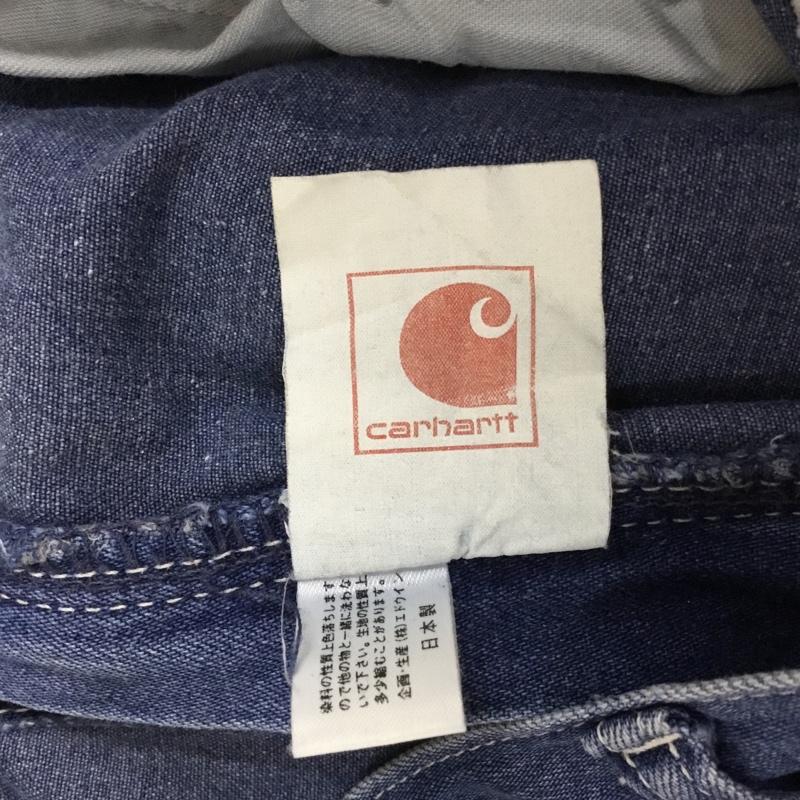 carhartt
染料の性質上色落ちします
ので他の物と一緒に洗わな
いで下さい。生地の性質上
多少縮むことがあります。
企画・生産(株)エドウイン
日本製